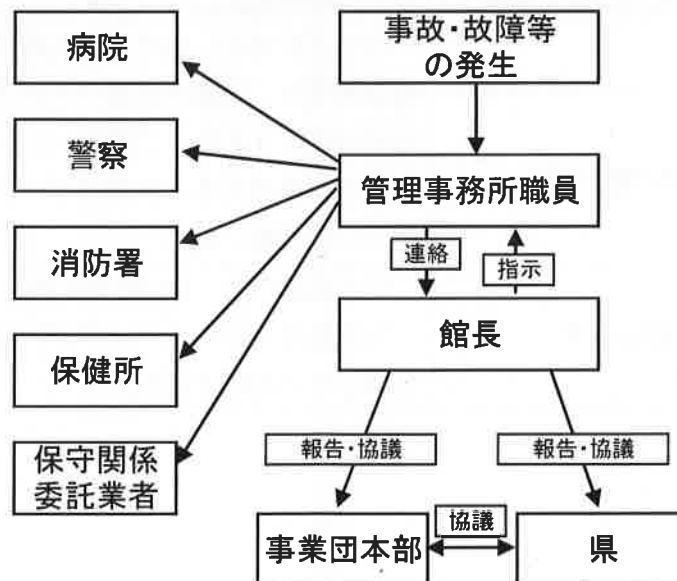 病院
事故・故障等
の発生
警察
管理事務所職員
消防署
連絡
指示
館長
保健所
報告・協議
報告・協議
保守関係
委託業者
協議
事業団本部
県